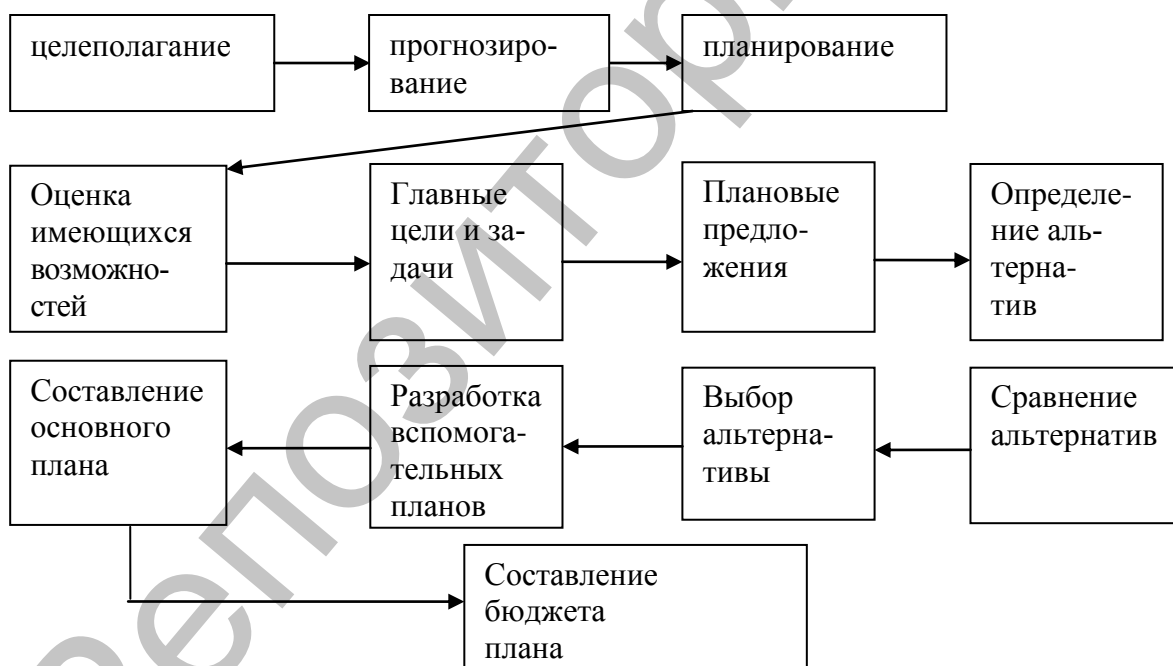 целеполагание
прогнозиро-
вание
планирование
Оценка
имеющихся
возможно-
стей
Главные
цели и за-
дачи
Плановые
предло-
жения
Определе-
ние аль-
терна-
тив
Составление
основного
плана
Разработка
вспомога-
тельных
планов
Выбор
альтерна-
тивы
Сравнение
альтернатив
Составление
бюджета
плана
Репозитор